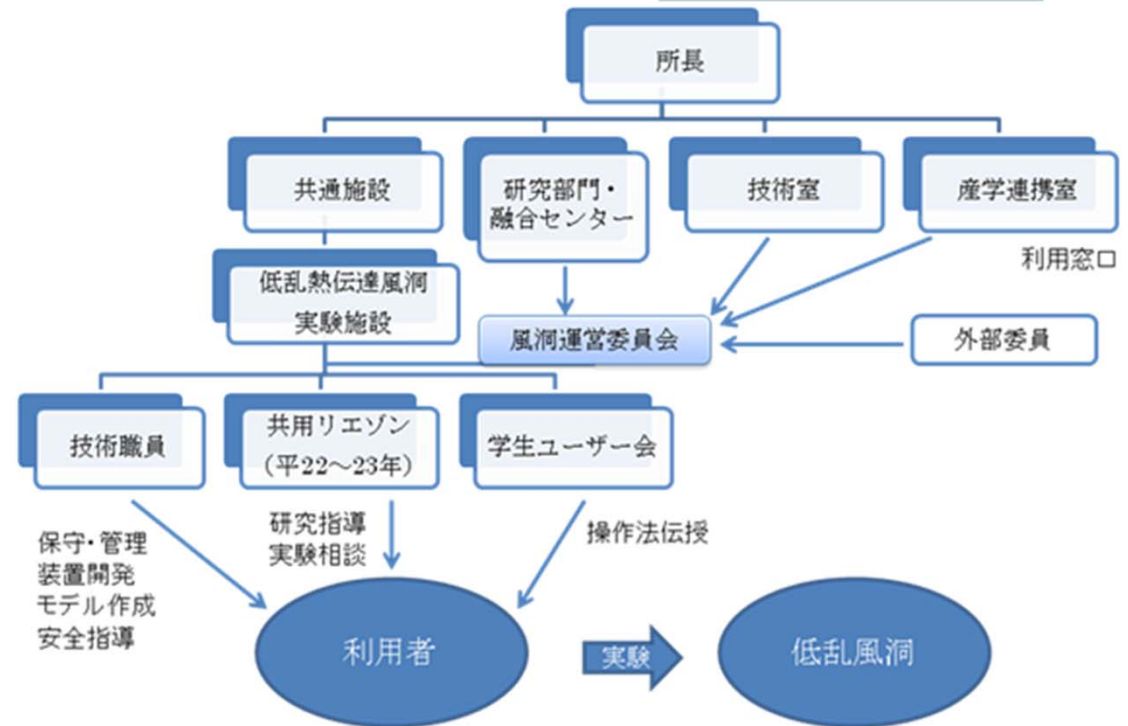 所長
共通施設
研究部門・
融合センター
技術室
産学連携室
利用窓口
低乱熱伝達風洞
実験施設
風洞運営委員会
外部委員
技術職員
共用リエゾン
(平22～23年)
学生ユーザー会
保守・管理
装置開発
モデル作成
安全指導
研究指導
実験相談
操作法伝授
利用者
実験
低乱風洞